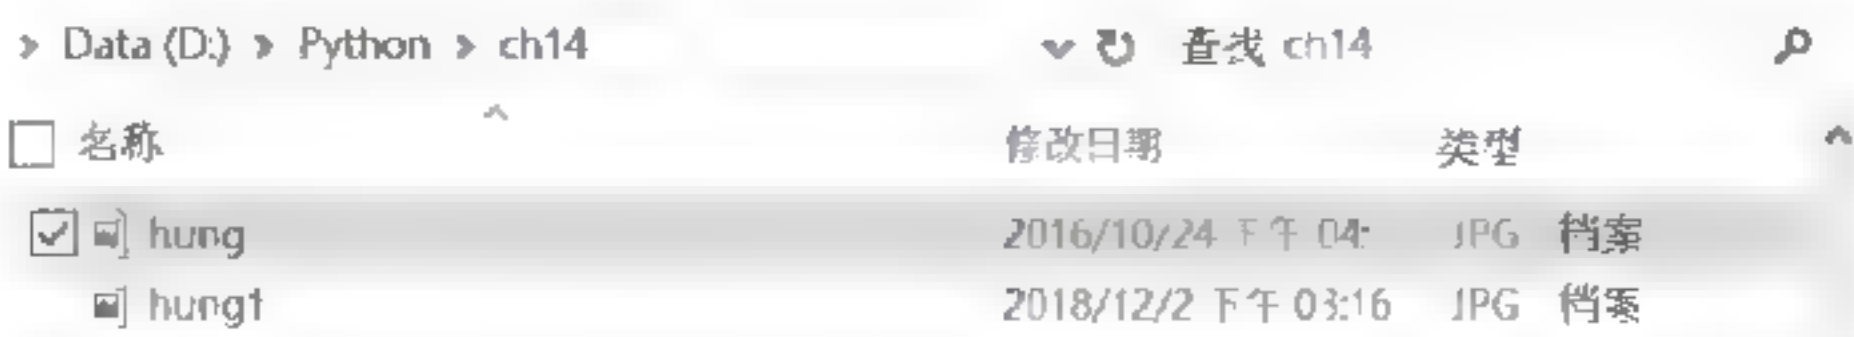 > Data (D:) > Python > ch14 查找 ch14
名称 修改日期 类型
hung 2016/10/24 下午 04: JPG 档案
hung1 2018/12/2 下午 03:16 JPG 档案